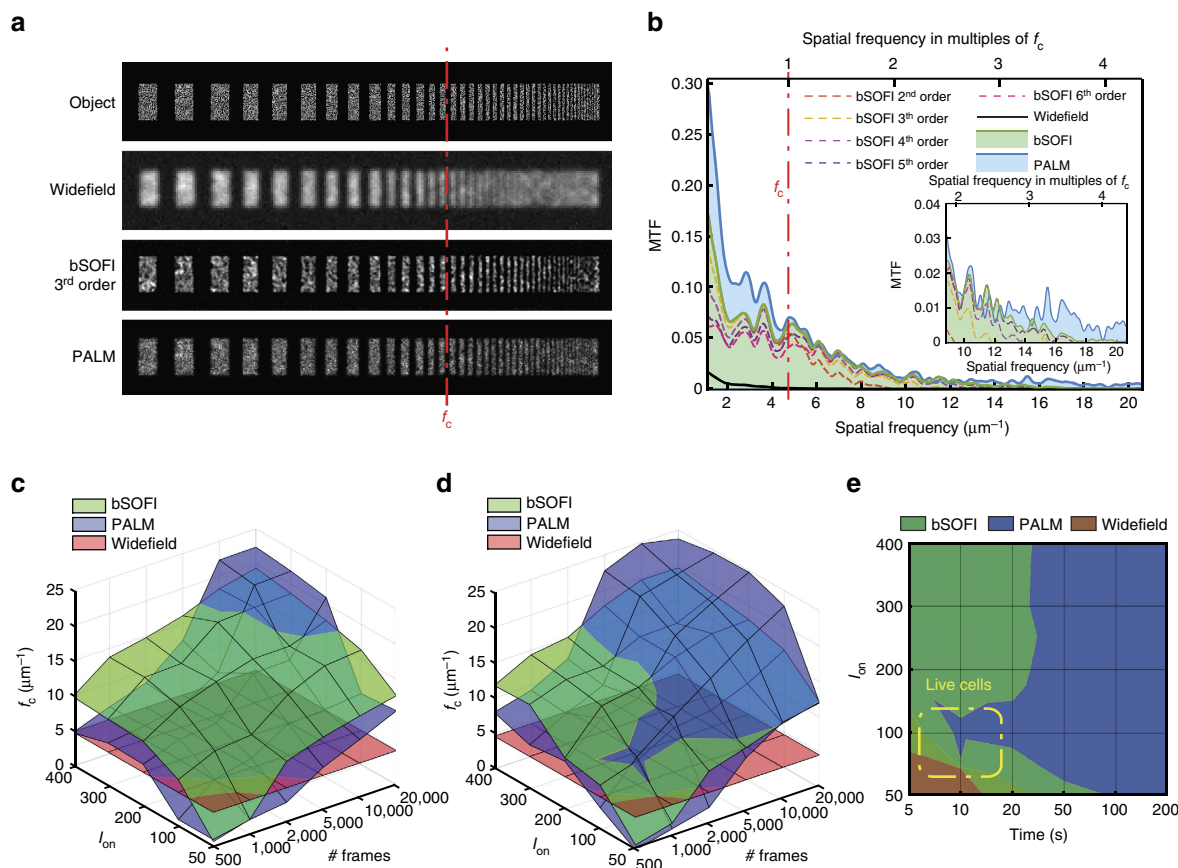 a
Object
Widefield
bSOFI
3rd order
PALM
fc
b
Spatial frequency in multiples of fc
1 2 3 4
0.30
0.25
0.20
0.15
0.10
0.05
0
MTF
bSOFI 2nd order
bSOFI 3th order
bSOFI 4th order
bSOFI 5th order
bSOFI 6th order
Widefield
bSOFI
PALM
fc
Spatial frequency in multiples of fc
2 3 4
0.04
0.03
0.02
0.01
0
MTF
10 12 14 16 18 20
Spatial frequency (µm–1)
2 4 6 8 10 12 14 16 18 20
Spatial frequency (µm–1)
c
bSOFI
PALM
Widefield
25
20
15
10
5
0
fc (µm–1)
400
300
200
100
50
Ion
500
1,000
2,000
5,000
10,000
20,000
# frames
d
bSOFI
PALM
Widefield
25
20
15
10
5
0
fc (µm–1)
400
300
200
100
50
Ion
500
1,000
2,000
5,000
10,000
20,000
# frames
e
bSOFI PALM Widefield
400
300
200
100
50
Ion
Live cells
5 10 20 50 100 200
Time (s)